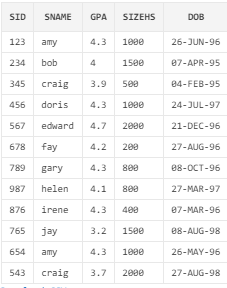 SID SNAME GPA SIZEHS DOB
123 amy 4.3 1000 26-JUN-96
234 bob 4 1500 07-APR-95
345 craig 3.9 500 04-FEB-95
456 doris 4.3 1000 24-JUL-97
567 edward 4.7 2000 21-DEC-96
678 fay 4.2 200 27-AUG-96
789 gary 4.3 800 08-OCT-96
987 helen 4.1 800 27-MAR-97
876 irene 4.3 400 07-MAR-96
765 jay 3.2 1500 08-AUG-98
654 amy 4.3 1000 26-MAY-96
543 craig 3.7 2000 27-AUG-98